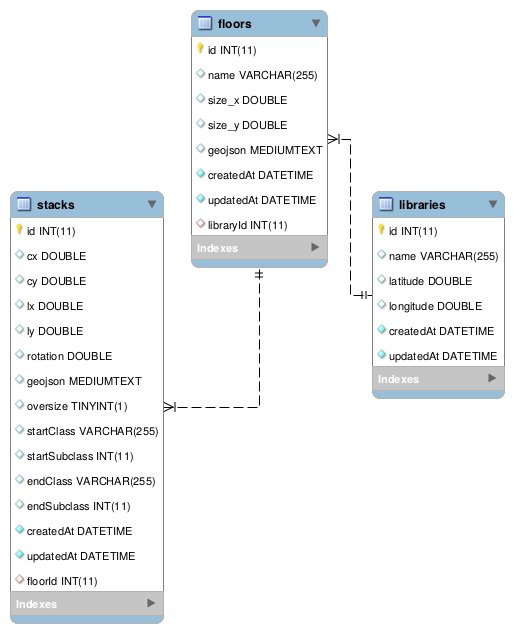 floors
id INT(11)
name VARCHAR(255)
size_x DOUBLE
size_y DOUBLE
geojson MEDIUMTEXT
createdAt DATETIME
updatedAt DATETIME
libraryId INT(11)
Indexes
stacks
id INT(11)
cx DOUBLE
cy DOUBLE
lx DOUBLE
ly DOUBLE
rotation DOUBLE
geojson MEDIUMTEXT
oversize TINYINT(1)
startClass VARCHAR(255)
startSubclass INT(11)
endClass VARCHAR(255)
endSubclass INT(11)
createdAt DATETIME
updatedAt DATETIME
floorId INT(11)
Indexes
libraries
id INT(11)
name VARCHAR(255)
latitude DOUBLE
longitude DOUBLE
createdAt DATETIME
updatedAt DATETIME
Indexes